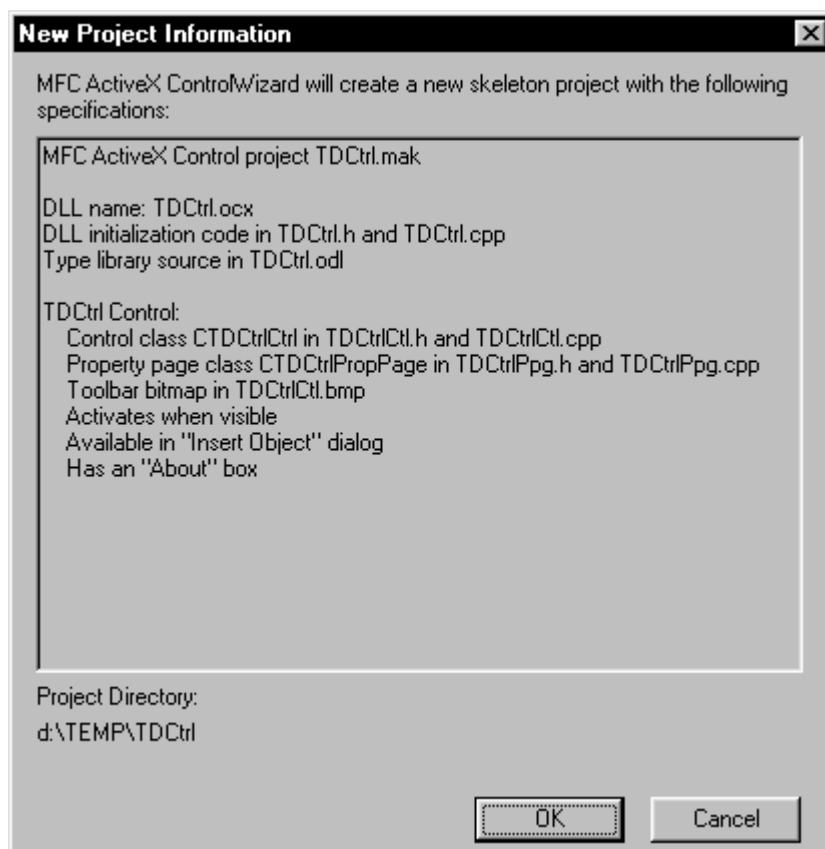 New Project Information
MFC ActiveX ControlWizard will create a new skeleton project with the following
specifications:
MFC ActiveX Control project TDCtrl.mak
DLL name: TDCtrl.ocx
DLL initialization code in TDCtrl.h and TDCtrl.cpp
Type library source in TDCtrl.odl
TDCtrl Control:
Control class CTDCtrlCtrl in TDCtrlCtl.h and TDCtrlCtl.cpp
Property page class CTDCtrlPropPage in TDCtrlPpg.h and TDCtrlPpg.cpp
Toolbar bitmap in TDCtrlCtl.bmp
Activates when visible
Available in "Insert Object" dialog
Has an "About" box
Project Directory:
d:\TEMP\TDCtrl
OK Cancel